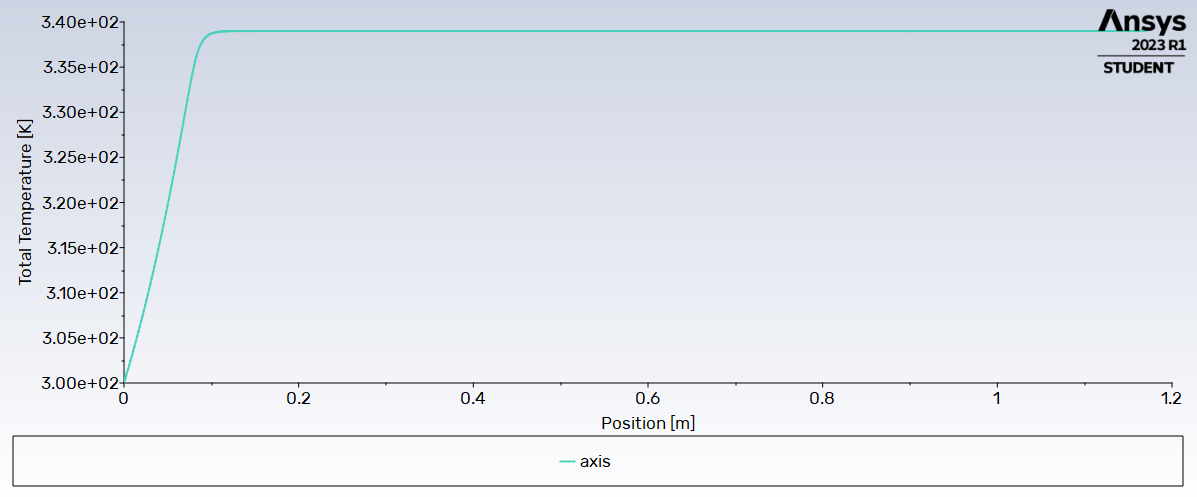 Ansys
2023 R1
STUDENT
3.40e+02
3.35e+02
3.30e+02
3.25e+02
3.20e+02
3.15e+02
3.10e+02
3.05e+02
3.00e+02
Total Temperature [K]
0 0.2 0.4 0.6 0.8 1 1.2
Position [m]
axis